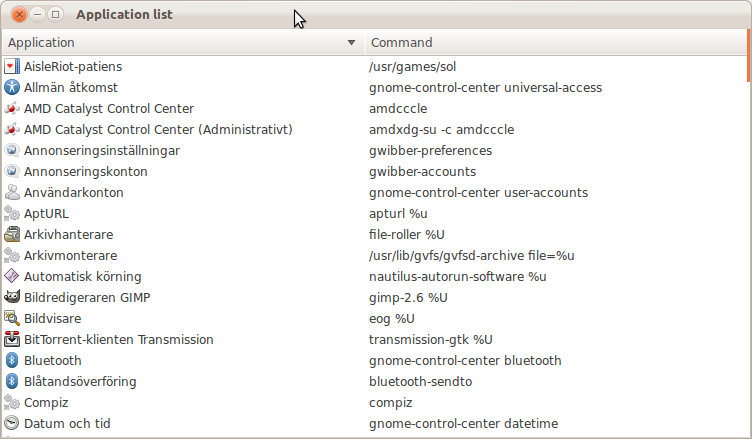 Application list
Application Command
AisleRiot-patiens /usr/games/sol
Allmän åtkomst gnome-control-center universal-access
AMD Catalyst Control Center amdcccle
AMD Catalyst Control Center (Administrativt) amdxdg-su -c amdcccle
Annonseringsinställningar gwibber-preferences
Annonseringskonton gwibber-accounts
Användarkonton gnome-control-center user-accounts
AptURL apturl %u
Arkivhanterare file-roller %U
Arkivmonterare /usr/lib/gvfs/gvfsd-archive file=%u
Automatisk körning nautilus-autorun-software %u
Bildredigeraren GIMP gimp-2.6 %U
Bildvisare eog %U
BitTorrent-klienten Transmission transmission-gtk %U
Bluetooth gnome-control-center bluetooth
Blåtandsöverföring bluetooth-sendto
Compiz compiz
Datum och tid gnome-control-center datetime